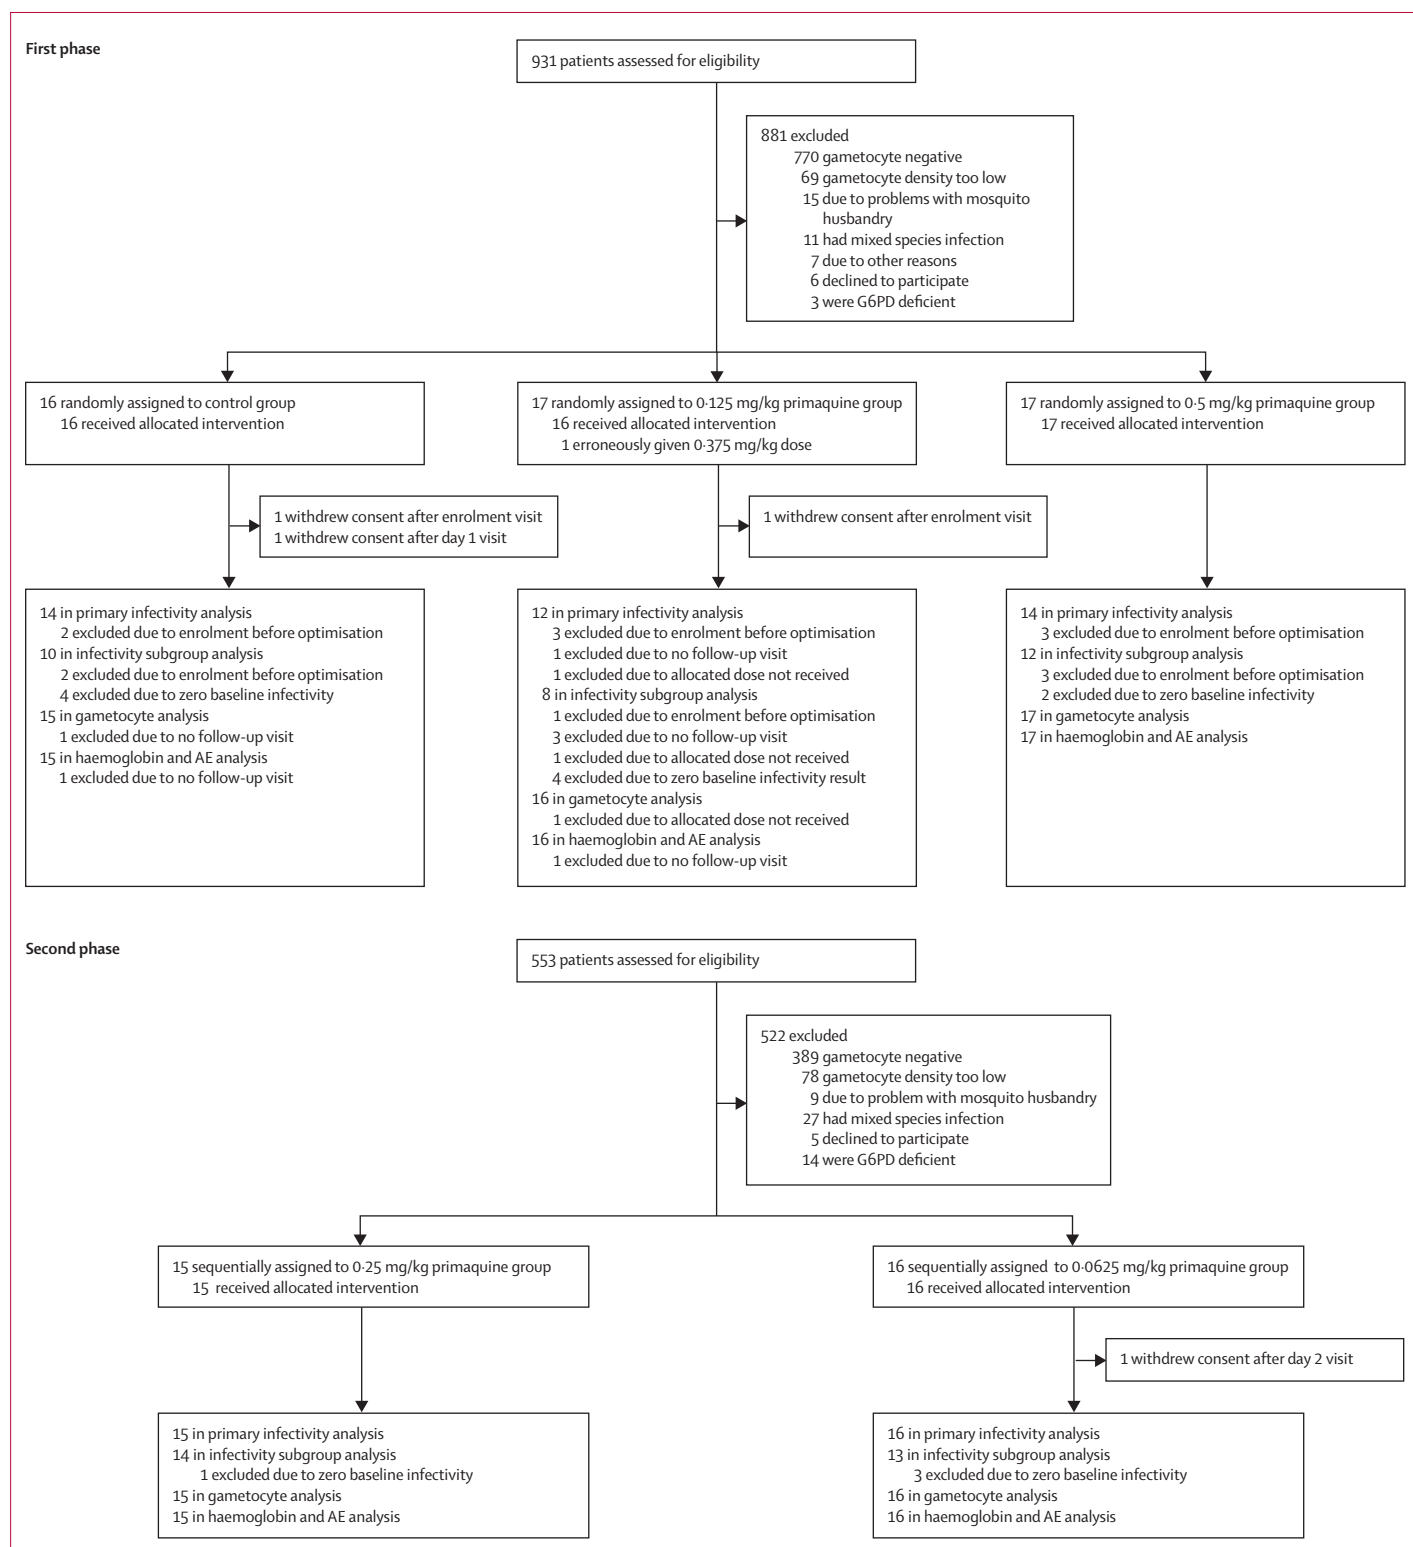 First phase
931 patients assessed for eligibility
881 excluded
770 gametocyte negative
69 gametocyte density too low
15 due to problems with mosquito
husbandry
11 had mixed species infection
7 due to other reasons
6 declined to participate
3 were G6PD deficient
16 randomly assigned to control group
16 received allocated intervention
17 randomly assigned to 0·125 mg/kg primaquine group
16 received allocated intervention
1 erroneously given 0·375 mg/kg dose
17 randomly assigned to 0·5 mg/kg primaquine group
17 received allocated intervention
1 withdrew consent after enrolment visit
1 withdrew consent after day 1 visit
1 withdrew consent after enrolment visit
14 in primary infectivity analysis
2 excluded due to enrolment before optimisation
10 in infectivity subgroup analysis
2 excluded due to enrolment before optimisation
4 excluded due to zero baseline infectivity
15 in gametocyte analysis
1 excluded due to no follow-up visit
15 in haemoglobin and AE analysis
1 excluded due to no follow-up visit
12 in primary infectivity analysis
3 excluded due to enrolment before optimisation
1 excluded due to no follow-up visit
1 excluded due to allocated dose not received
8 in infectivity subgroup analysis
1 excluded due to enrolment before optimisation
3 excluded due to no follow-up visit
1 excluded due to allocated dose not received
4 excluded due to zero baseline infectivity result
16 in gametocyte analysis
1 excluded due to allocated dose not received
16 in haemoglobin and AE analysis
1 excluded due to no follow-up visit
14 in primary infectivity analysis
3 excluded due to enrolment before optimisation
12 in infectivity subgroup analysis
3 excluded due to enrolment before optimisation
2 excluded due to zero baseline infectivity
17 in gametocyte analysis
17 in haemoglobin and AE analysis
Second phase
553 patients assessed for eligibility
522 excluded
389 gametocyte negative
78 gametocyte density too low
9 due to problem with mosquito husbandry
27 had mixed species infection
5 declined to participate
14 were G6PD deficient
15 sequentially assigned to 0·25 mg/kg primaquine group
15 received allocated intervention
16 sequentially assigned to 0·0625 mg/kg primaquine group
16 received allocated intervention
1 withdrew consent after day 2 visit
15 in primary infectivity analysis
14 in infectivity subgroup analysis
1 excluded due to zero baseline infectivity
15 in gametocyte analysis
15 in haemoglobin and AE analysis
16 in primary infectivity analysis
13 in infectivity subgroup analysis
3 excluded due to zero baseline infectivity
16 in gametocyte analysis
16 in haemoglobin and AE analysis